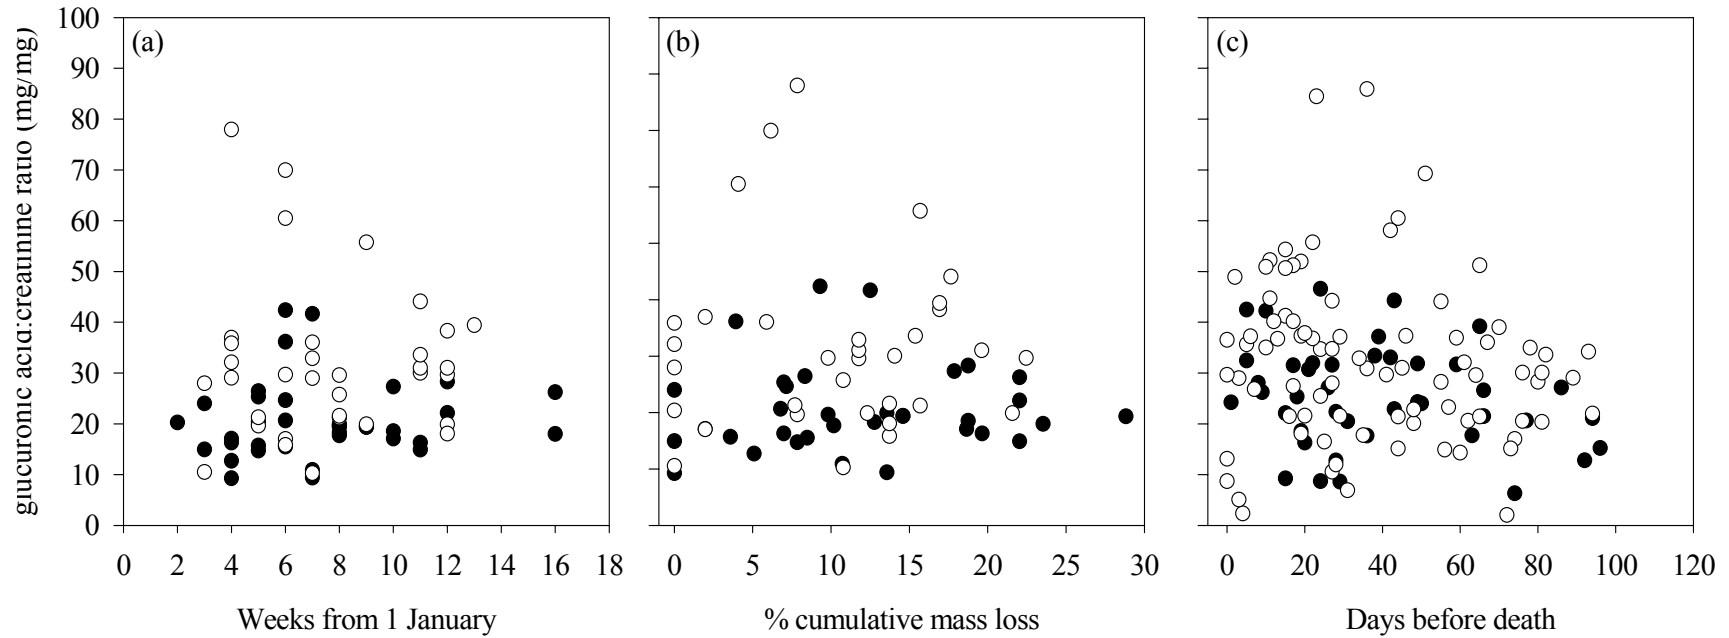 glucuronic acid:creatinine ratio (mg/mg)
100
90
80
70
60
50
40
30
20
10
0
(a)
0 2 4 6 8 10 12 14 16 18
Weeks from 1 January
(b)
0 5 10 15 20 25 30
% cumulative mass loss
(c)
0 20 40 60 80 100 120
Days before death